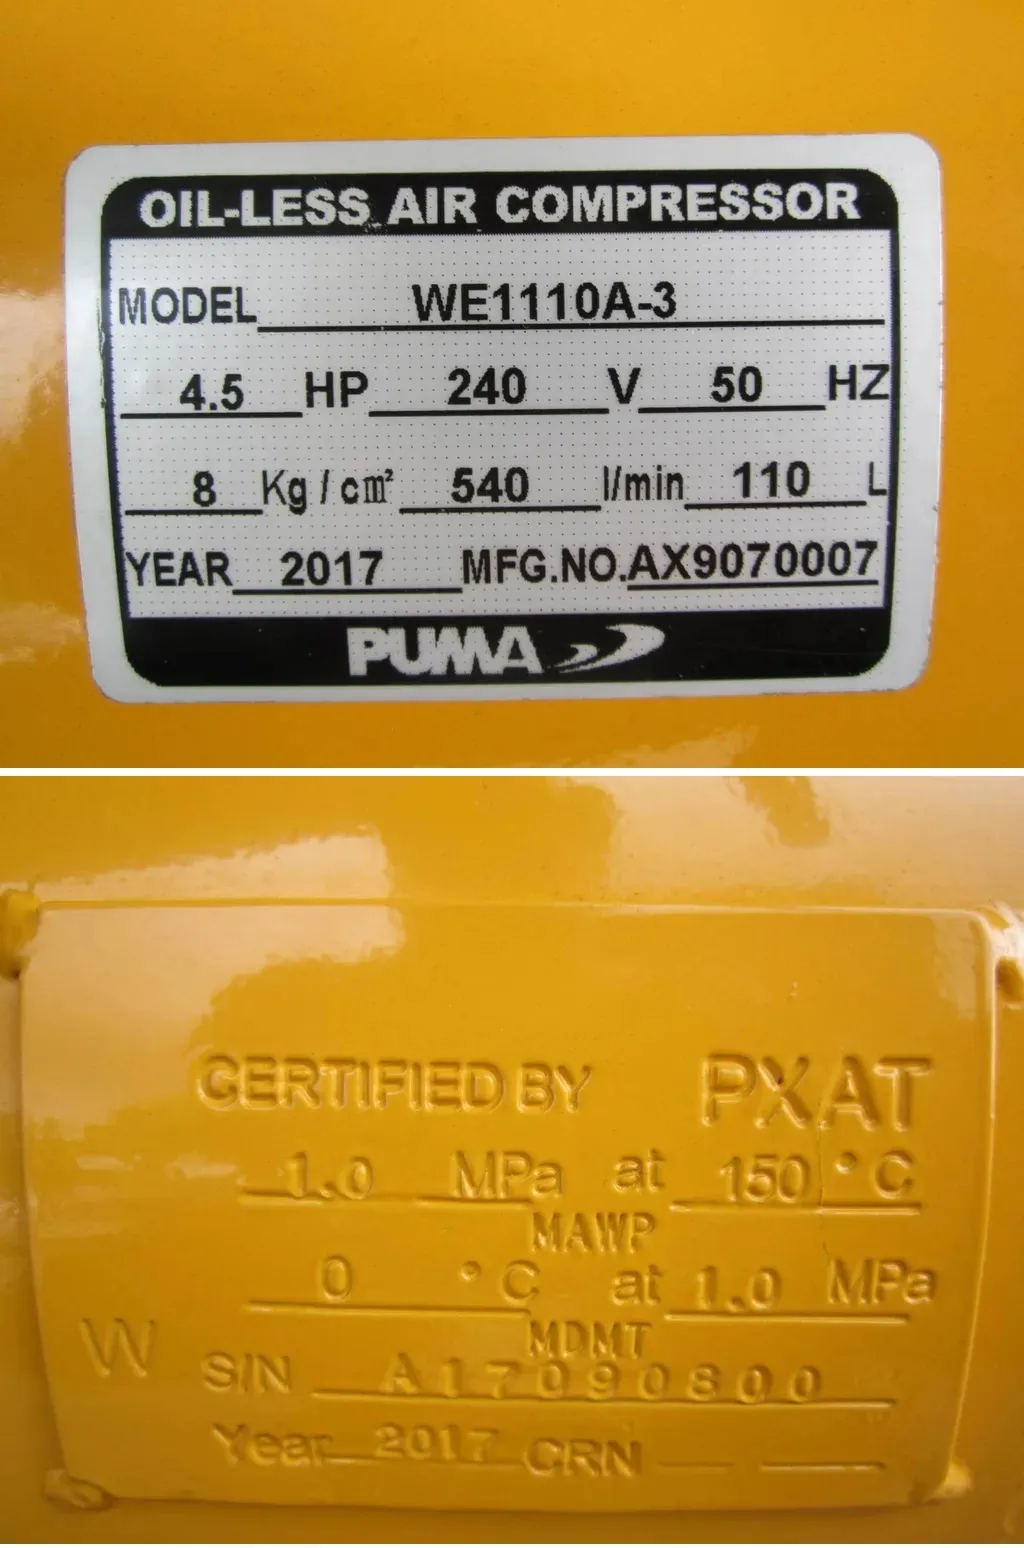 OIL-LESS AIR COMPRESSOR
MODEL WE1110A-3
4.5 HP 240 V 50 HZ
8 Kg/cm² 540 l/min 110 L
YEAR 2017 MFG.NO. AX9070007
PUMA
CERTIFIED BY PXAT
1.0 MPa at 150 °C
MAWP
0 °C at 1.0 MPa
MDMT
W S/N A17090800
Year 2017 CRN